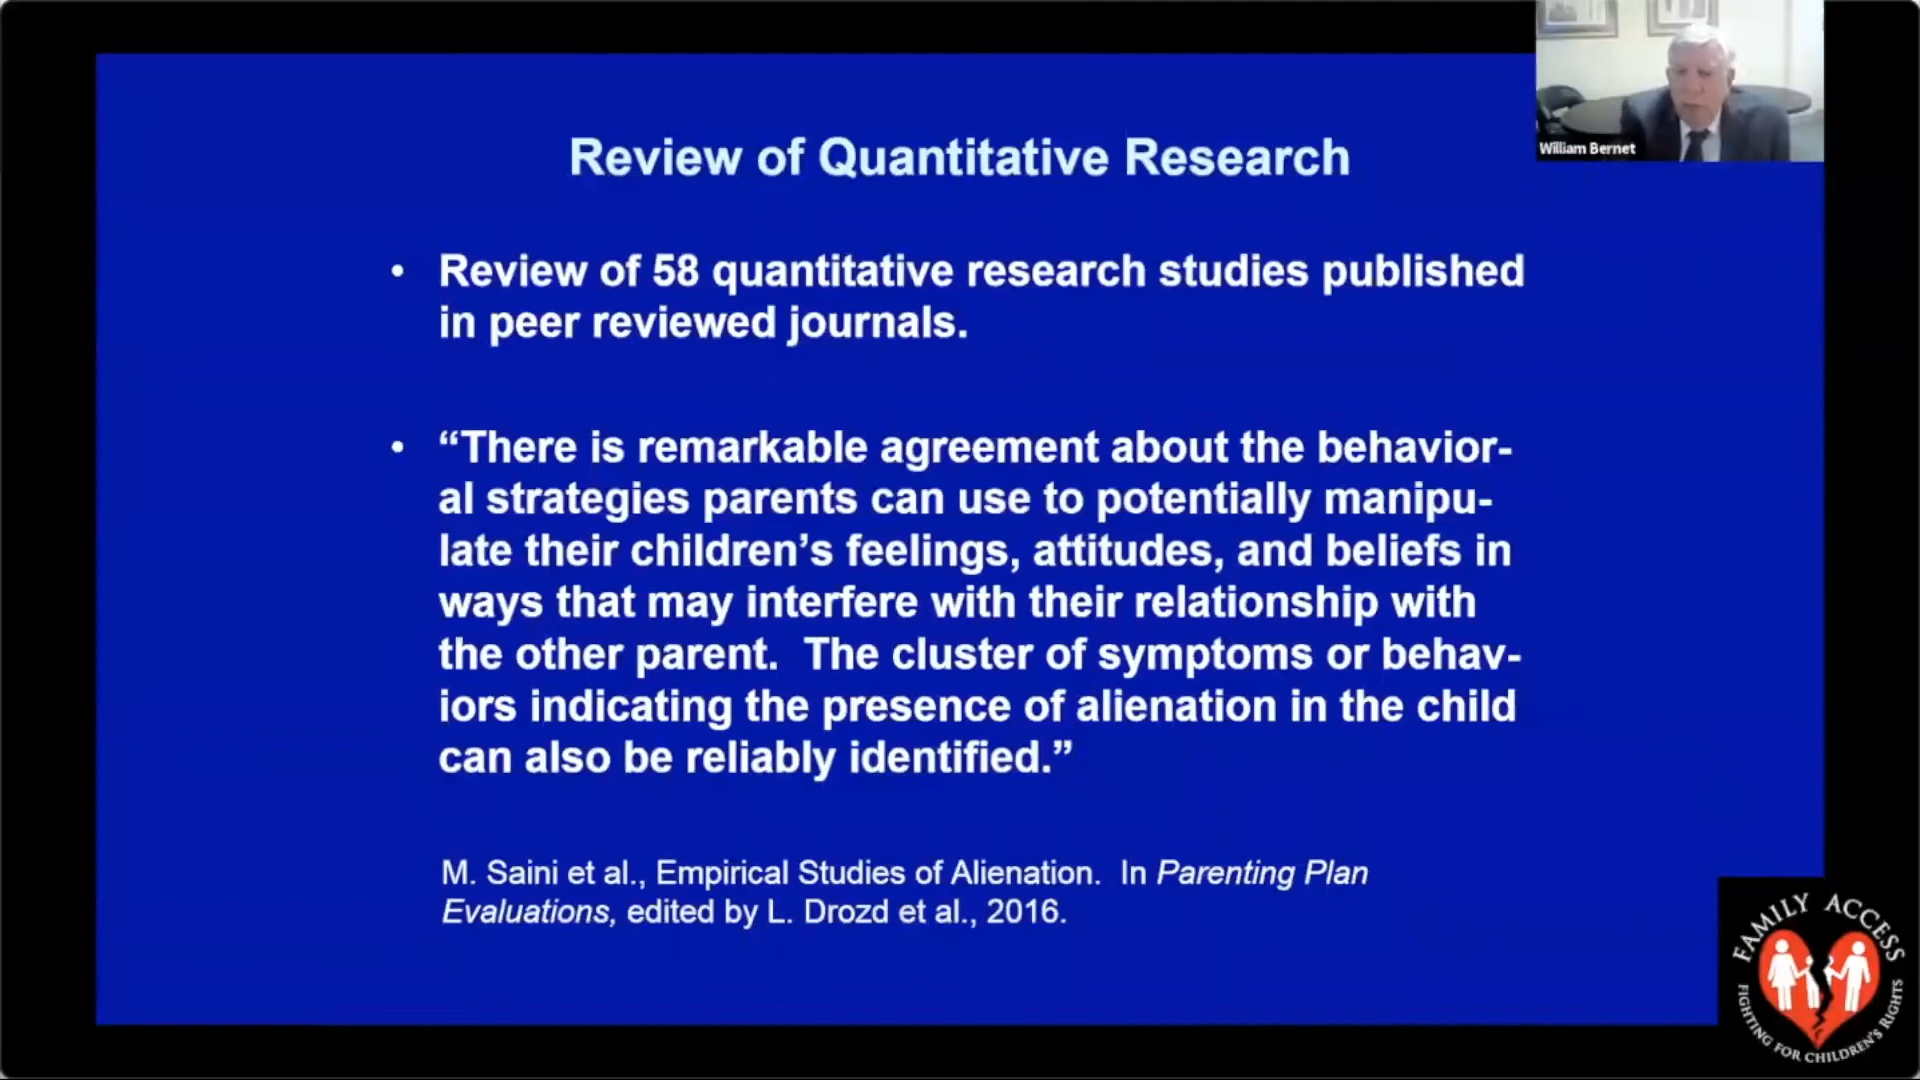 Review of Quantitative Research
William Bernet
• Review of 58 quantitative research studies published
in peer reviewed journals.
• “There is remarkable agreement about the behavior-
al strategies parents can use to potentially manipu-
late their children’s feelings, attitudes, and beliefs in
ways that may interfere with their relationship with
the other parent.  The cluster of symptoms or behav-
iors indicating the presence of alienation in the child
can also be reliably identified.”
M. Saini et al., Empirical Studies of Alienation.  In Parenting Plan
Evaluations, edited by L. Drozd et al., 2016.
FAMILY ACCESS
FIGHTING FOR CHILDREN'S RIGHTS